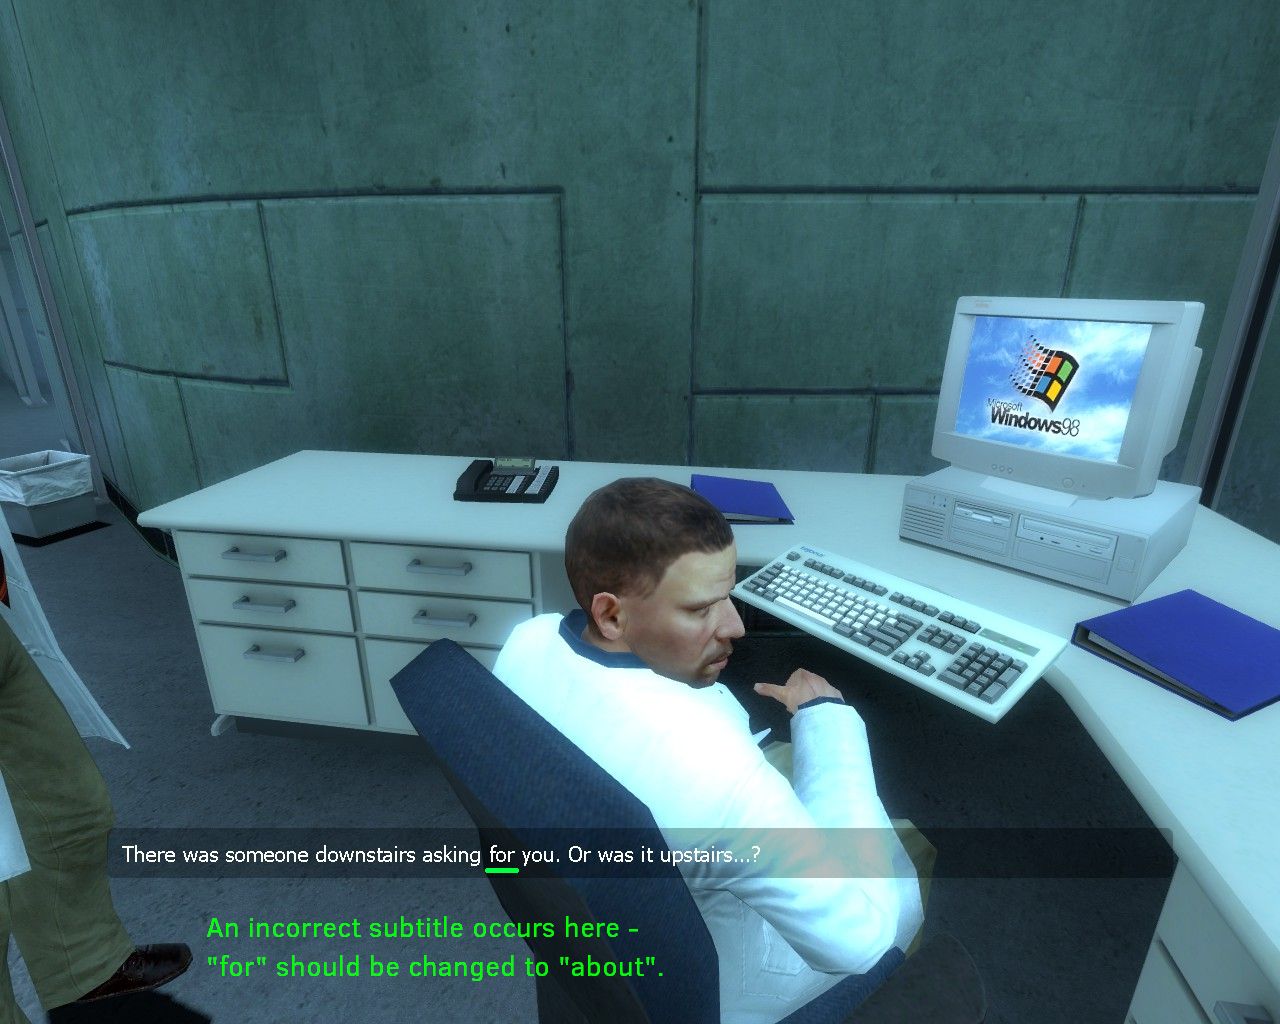 Microsoft
Windows98
There was someone downstairs asking for you. Or was it upstairs...?
An incorrect subtitle occurs here -
"for" should be changed to "about".